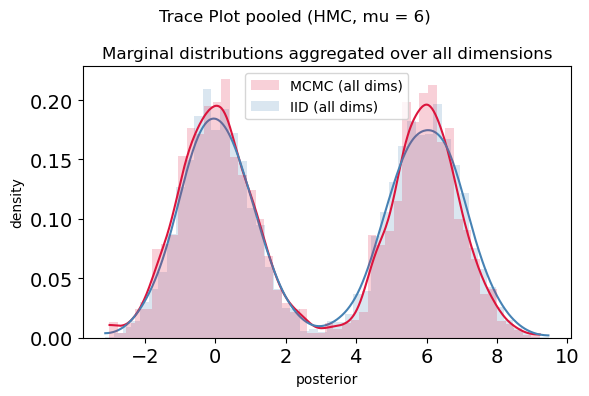 Trace Plot pooled (HMC, mu = 6)
Marginal distributions aggregated over all dimensions
MCMC (all dims)
IID (all dims)
density
0.20
0.15
0.10
0.05
0.00
−2 0 2 4 6 8 10
posterior